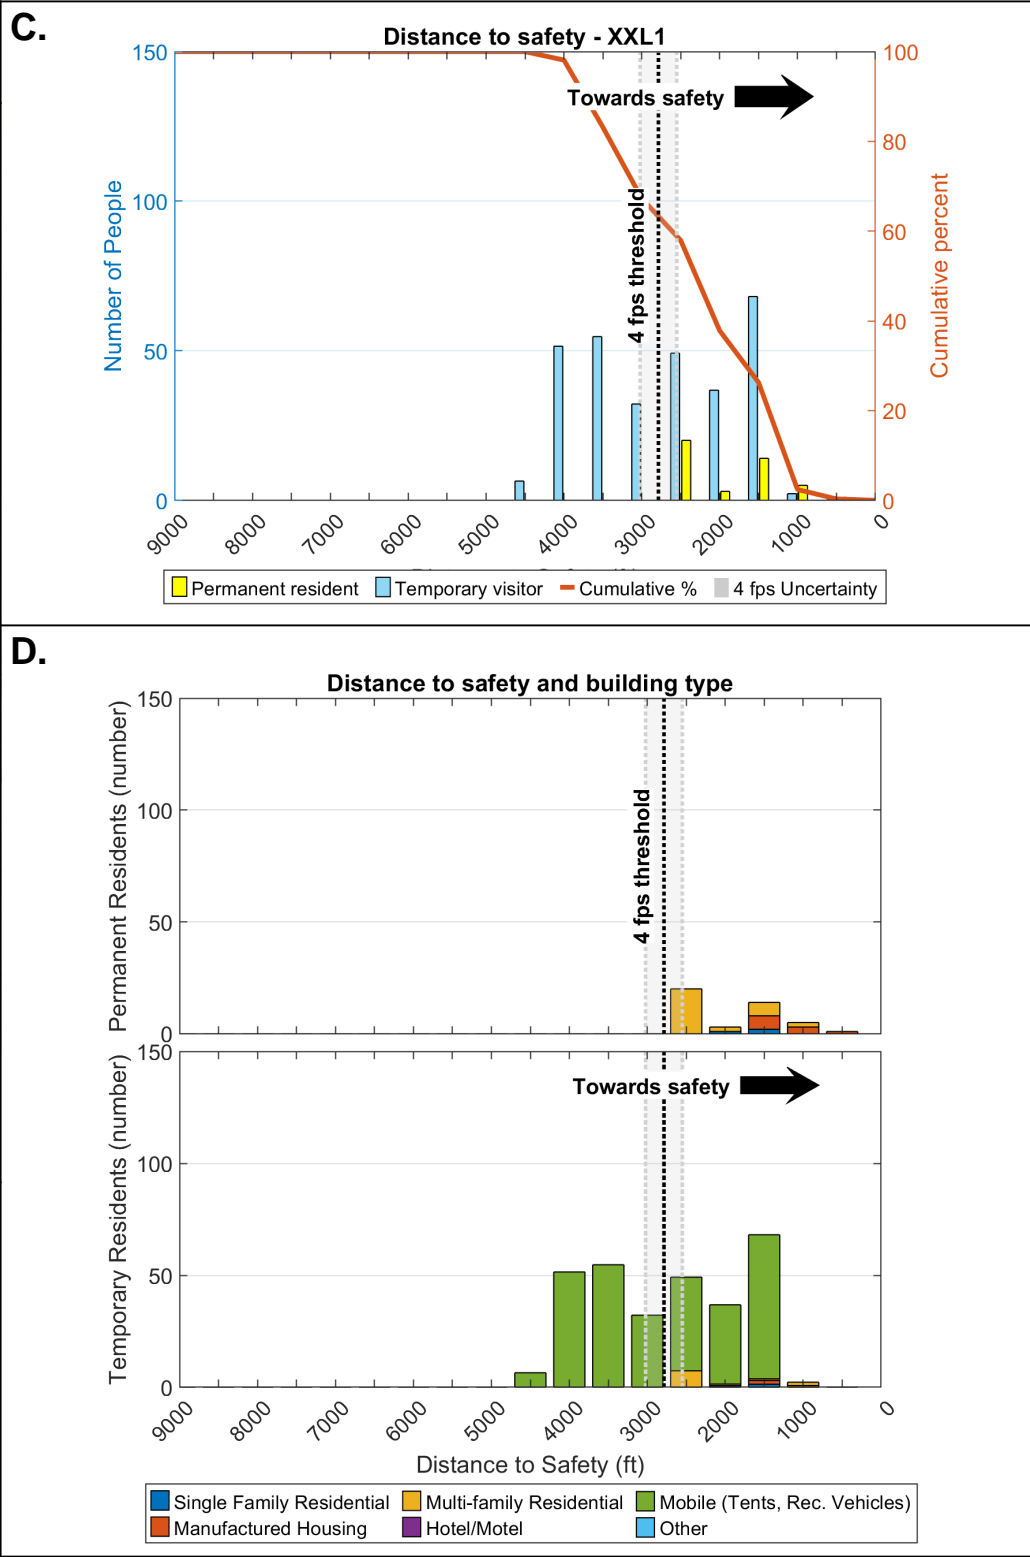 C.
Distance to safety - XXL1
150
100
50
0
Number of People
100
80
60
40
20
0
Cumulative percent
Towards safety
4 fps threshold
9000
8000
7000
6000
5000
4000
3000
2000
1000
0
Permanent resident
Temporary visitor
Cumulative %
4 fps Uncertainty
D.
Distance to safety and building type
150
100
50
0
Permanent Residents (number)
4 fps threshold
150
100
50
0
Temporary Residents (number)
Towards safety
9000
8000
7000
6000
5000
4000
3000
2000
1000
0
Distance to Safety (ft)
Single Family Residential
Multi-family Residential
Mobile (Tents, Rec. Vehicles)
Manufactured Housing
Hotel/Motel
Other